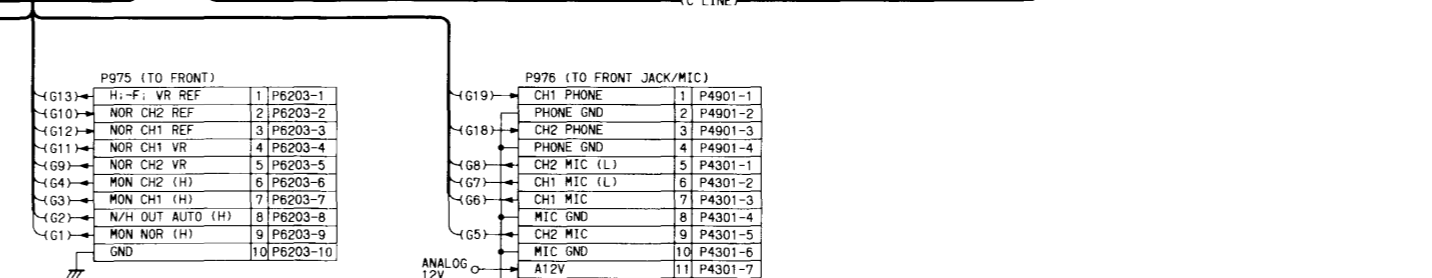 (C LINE)
P975 (TO FRONT)
(G13) Hi-Fi VR REF 1 P6203-1
(G10) NOR CH2 REF 2 P6203-2
(G12) NOR CH1 REF 3 P6203-3
(G11) NOR CH1 VR 4 P6203-4
(G9) NOR CH2 VR 5 P6203-5
(G4) MON CH2 (H) 6 P6203-6
(G3) MON CH1 (H) 7 P6203-7
(G2) N/H OUT AUTO (H) 8 P6203-8
(G1) MON NOR (H) 9 P6203-9
GND 10 P6203-10
P976 (TO FRONT JACK/MIC)
(G19) CH1 PHONE 1 P4901-1
PHONE GND 2 P4901-2
(G18) CH2 PHONE 3 P4901-3
PHONE GND 4 P4901-4
(G8) CH2 MIC (L) 5 P4301-1
(G7) CH1 MIC (L) 6 P4301-2
(G6) CH1 MIC 7 P4301-3
MIC GND 8 P4301-4
(G5) CH2 MIC 9 P4301-5
MIC GND 10 P4301-6
ANALOG
12V
A12V 11 P4301-7